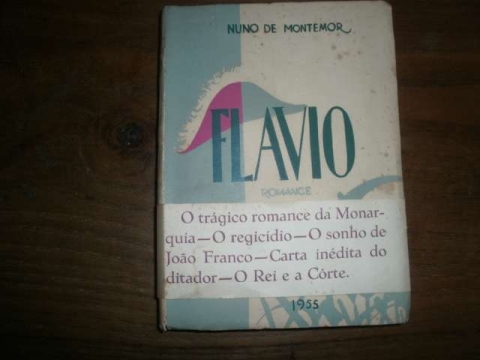 NUNO DE MONTEMOR
FLAVIO
ROMANCE
O trágico romance da Monar-
quia—O regicídio—O sonho de
João Franco—Carta inédita do
ditador—O Rei e a Côrte.
1955